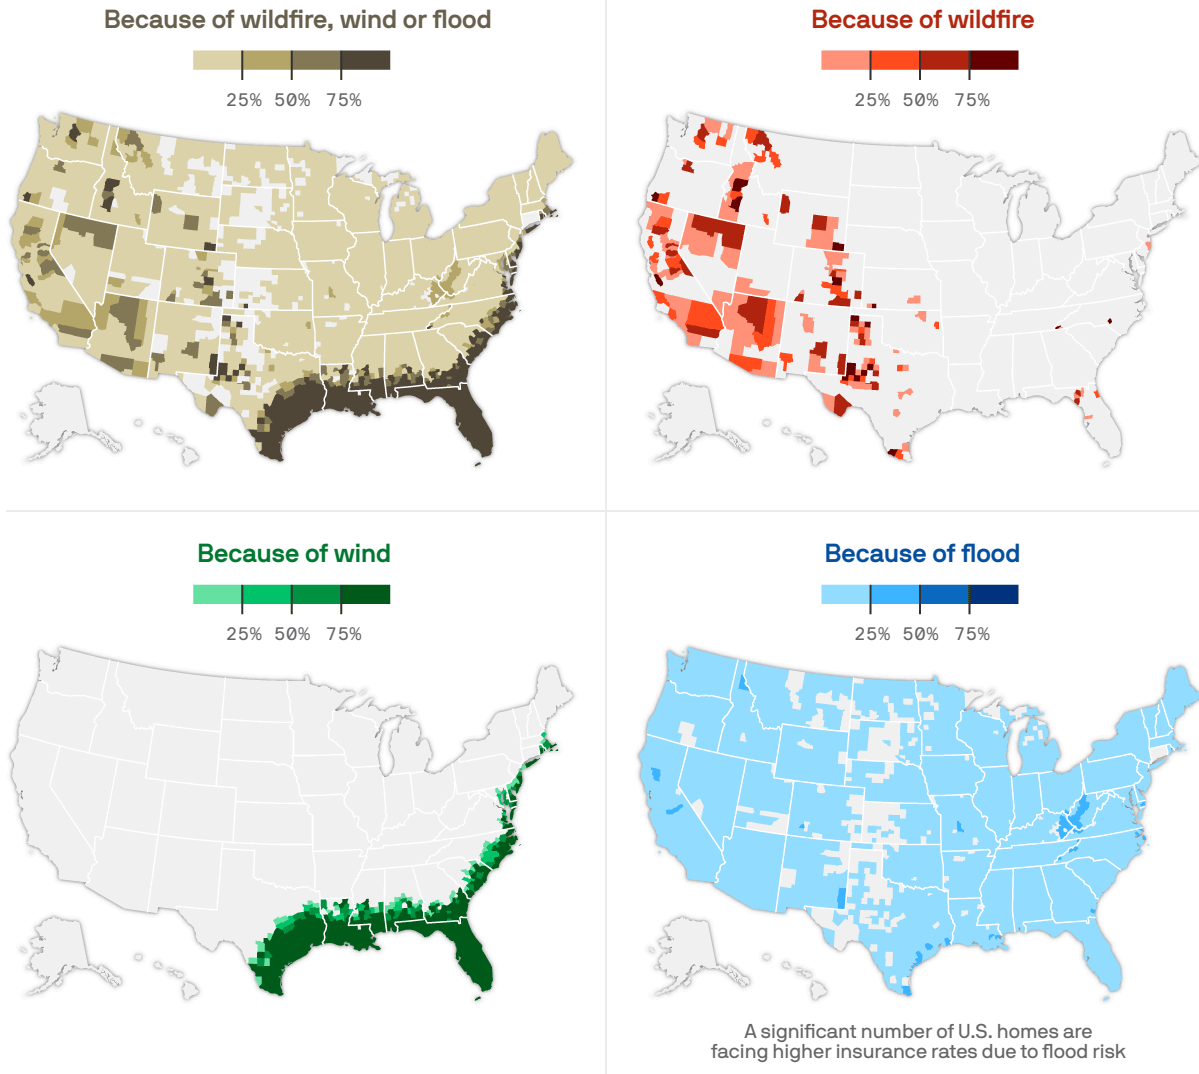 Because of wildfire, wind or flood
25% 50% 75%
Because of wildfire
25% 50% 75%
Because of wind
25% 50% 75%
Because of flood
25% 50% 75%
A significant number of U.S. homes are
facing higher insurance rates due to flood risk